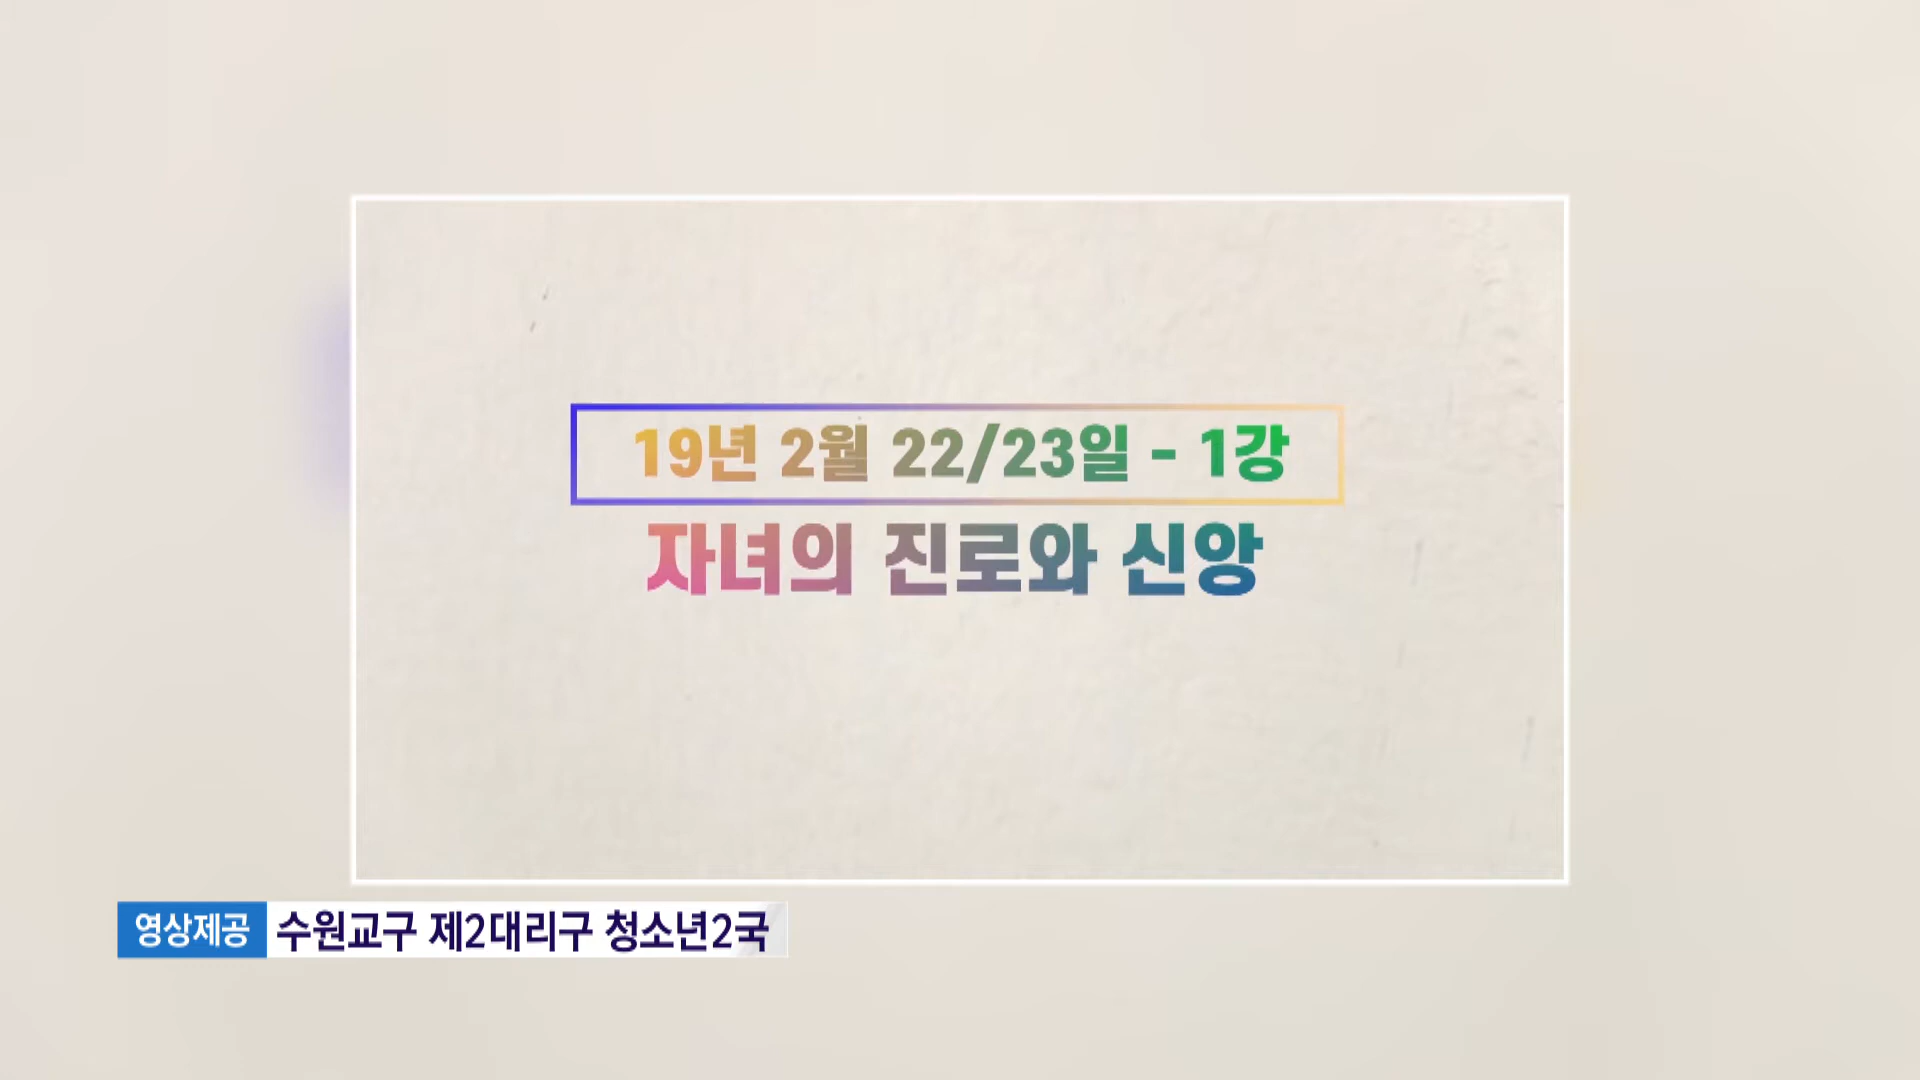 19년 2월 22/23일 - 1강
자녀의 진로와 신앙
영상제공 수원교구 제2대리구 청소년2국